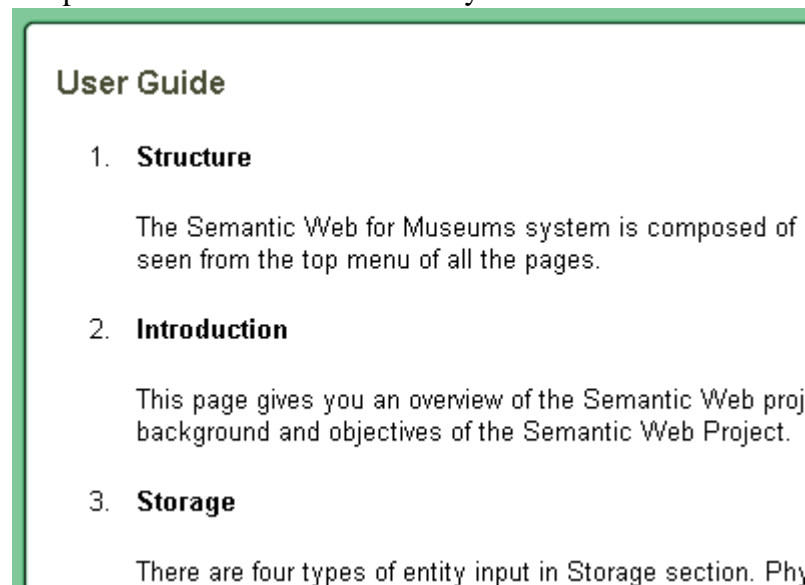 User Guide
1. Structure
The Semantic Web for Museums system is composed of
seen from the top menu of all the pages.
2. Introduction
This page gives you an overview of the Semantic Web proj
background and objectives of the Semantic Web Project.
3. Storage
There are four types of entity input in Storage section. Phy